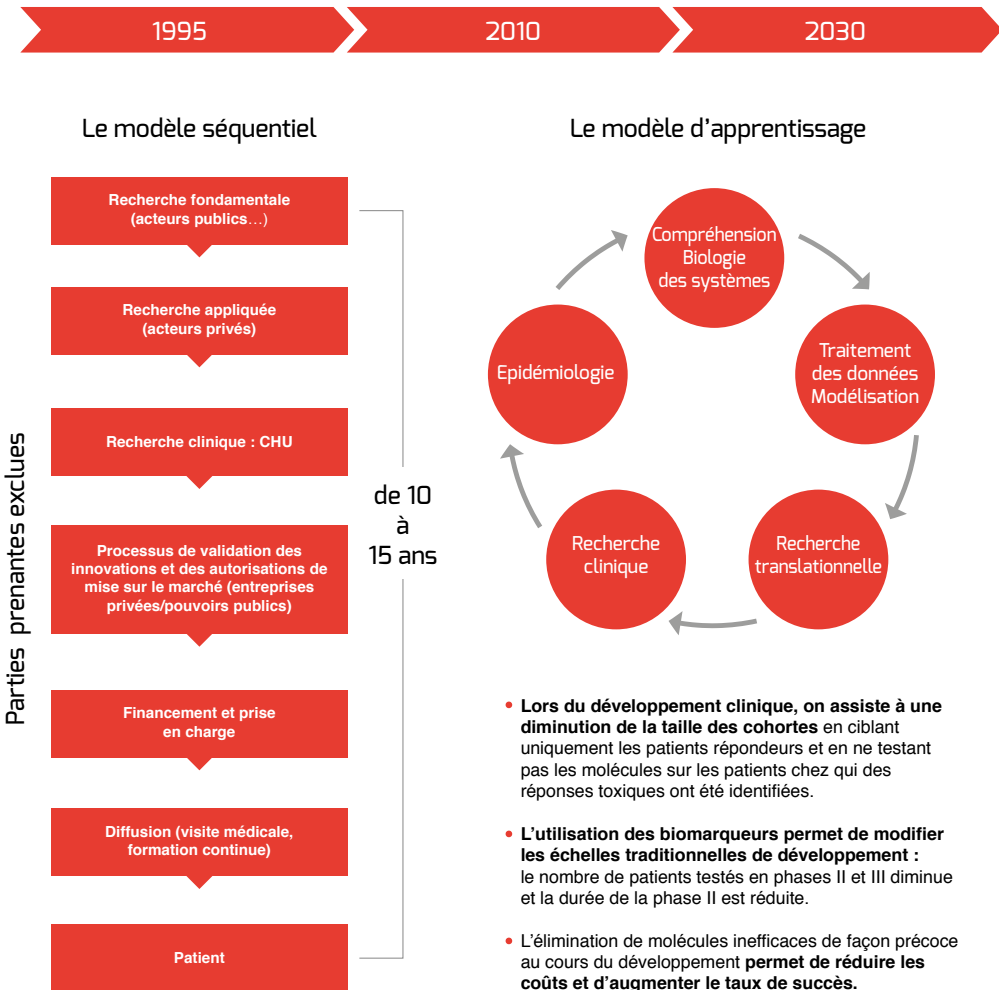 1995
2010
2030
Le modèle séquentiel
Parties prenantes exclues
Recherche fondamentale
(acteurs publics…)
Recherche appliquée
(acteurs privés)
Recherche clinique : CHU
Processus de validation des
innovations et des autorisations de
mise sur le marché (entreprises
privées/pouvoirs publics)
Financement et prise
en charge
Diffusion (visite médicale,
formation continue)
Patient
de 10
à
15 ans
Le modèle d'apprentissage
Compréhension
Biologie
des systèmes
Traitement
des données
Modélisation
Recherche
translationnelle
Recherche
clinique
Epidémiologie
• Lors du développement clinique, on assiste à une
diminution de la taille des cohortes en ciblant
uniquement les patients répondeurs et en ne testant
pas les molécules sur les patients chez qui des
réponses toxiques ont été identifiées.
• L'utilisation des biomarqueurs permet de modifier
les échelles traditionnelles de développement :
le nombre de patients testés en phases II et III diminue
et la durée de la phase II est réduite.
• L'élimination de molécules inefficaces de façon précoce
au cours du développement permet de réduire les
coûts et d'augmenter le taux de succès.